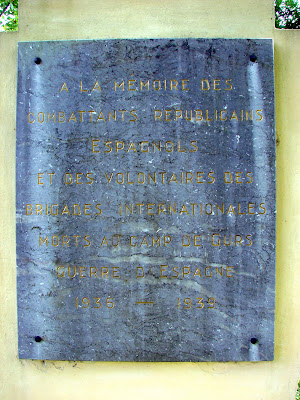 A LA MEMOIRE DES
COMBATTANTS REPUBLICAINS
ESPAGNOLS
ET DES VOLONTAIRES DES
BRIGADES INTERNATIONALES
MORTS AU CAMP DE GURS
GUERRE D'ESPAGNE
1936 — 1939